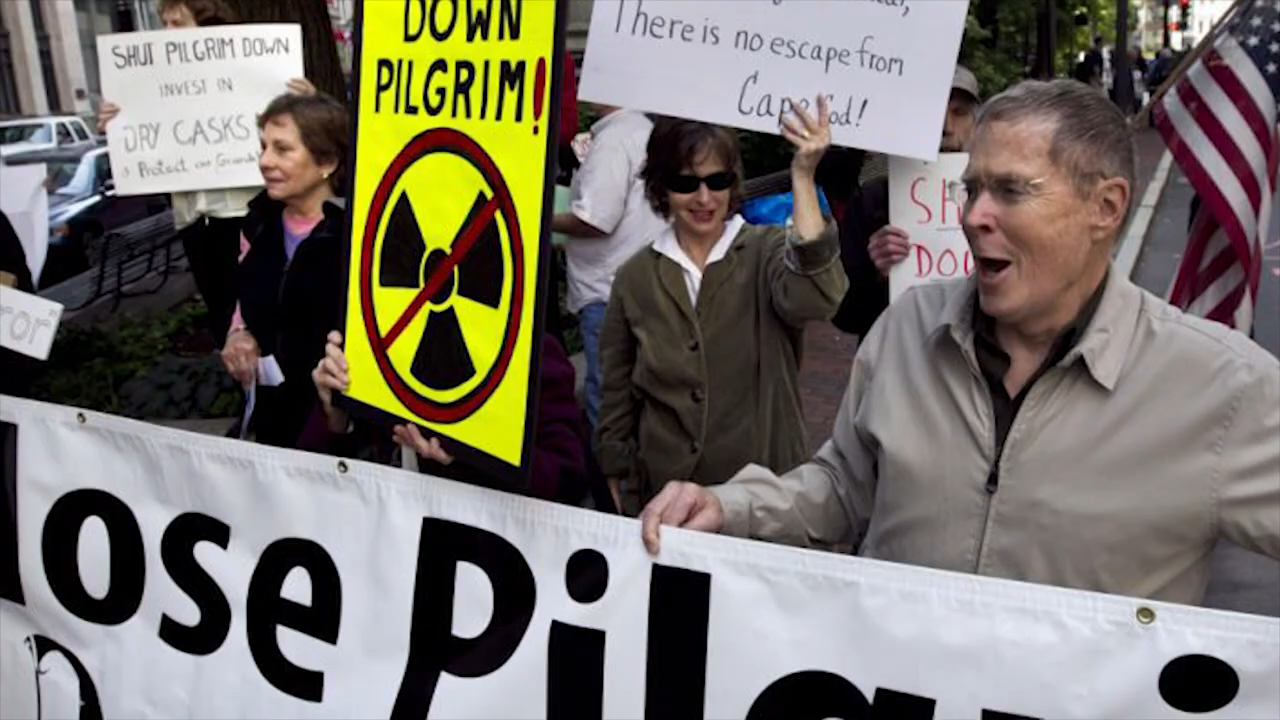 SHUT PILGRIM DOWN
INVEST IN
DRY CASKS
& Protect our Grandk
DOWN
PILGRIM!
There is no escape from
Cape Cod!
SH
DOW
ror"
lose Pilgri